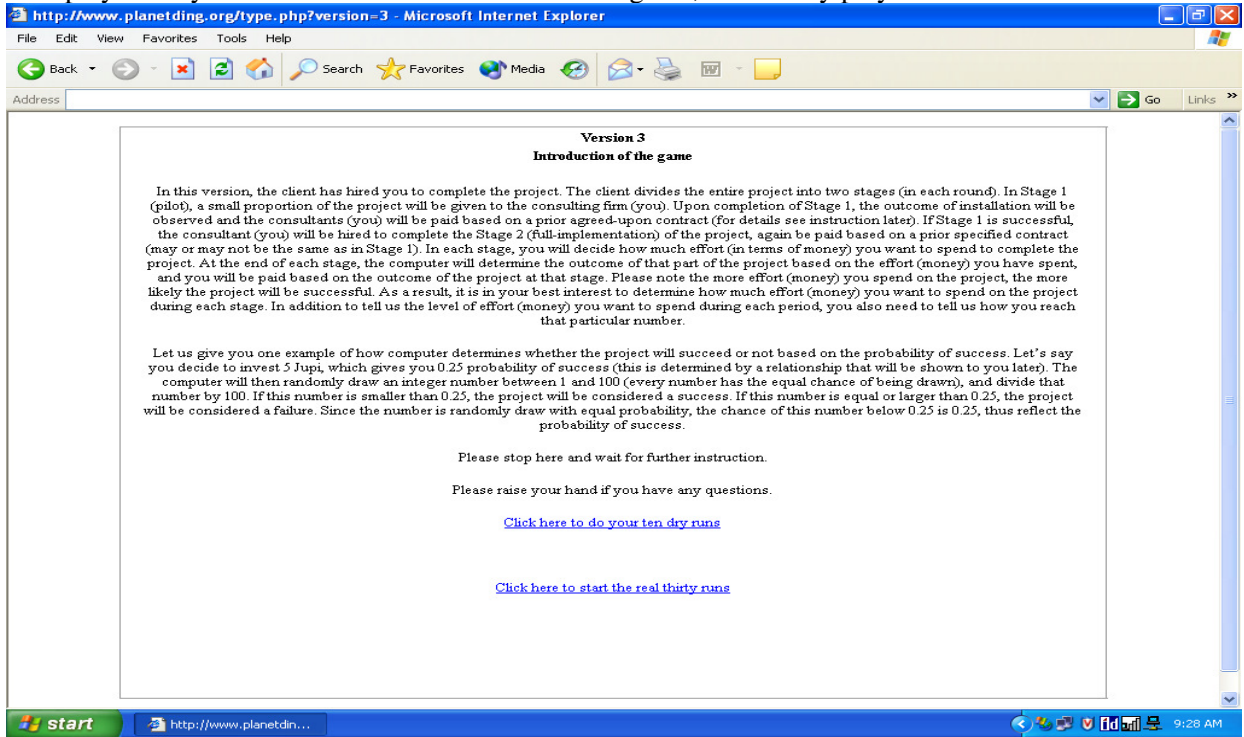 http://www.planetding.org/type.php?version=3 - Microsoft Internet Explorer
File Edit View Favorites Tools Help
Back Search Favorites Media
Address Go Links »
Version 3
Introduction of the game
In this version, the client has hired you to complete the project. The client divides the entire project into two stages (in each round). In Stage 1
(pilot), a small proportion of the project will be given to the consulting firm (you). Upon completion of Stage 1, the outcome of installation will be
observed and the consultants (you) will be paid based on a prior agreed-upon contract (for details see instruction later). If Stage 1 is successful,
the consultant (you) will be hired to complete the Stage 2 (full-implementation) of the project, again be paid based on a prior specified contract
(may or may not be the same as in Stage 1). In each stage, you will decide how much effort (in terms of money) you want to spend to complete the
project. At the end of each stage, the computer will determine the outcome of that part of the project based on the effort (money) you have spent,
and you will be paid based on the outcome of the project at that stage. Please note the more effort (money) you spend on the project, the more
likely the project will be successful. As a result, it is in your best interest to determine how much effort (money) you want to spend on the project
during each stage. In addition to tell us the level of effort (money) you want to spend during each period, you also need to tell us how you reach
that particular number.
Let us give you one example of how computer determines whether the project will succeed or not based on the probability of success. Let's say
you decide to invest 5 Jupi, which gives you 0.25 probability of success (this is determined by a relationship that will be shown to you later). The
computer will then randomly draw an integer number between 1 and 100 (every number has the equal chance of being drawn), and divide that
number by 100. If this number is smaller than 0.25, the project will be considered a success. If this number is equal or larger than 0.25, the project
will be considered a failure. Since the number is randomly draw with equal probability, the chance of this number below 0.25 is 0.25, thus reflect the
probability of success.
Please stop here and wait for further instruction.
Please raise your hand if you have any questions.
Click here to do your ten dry runs
Click here to start the real thirty runs
start http://www.planetdin... 9:28 AM